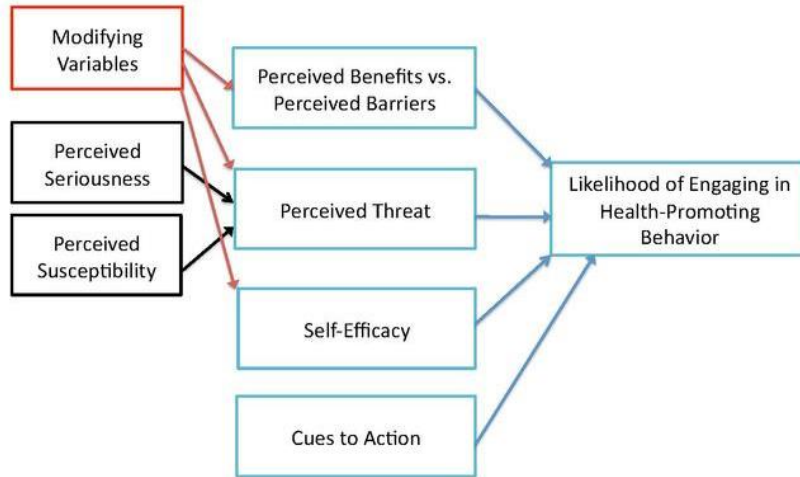 Modifying
Variables
Perceived Benefits vs.
Perceived Barriers
Perceived
Seriousness
Perceived
Susceptibility
Perceived Threat
Likelihood of Engaging in
Health-Promoting
Behavior
Self-Efficacy
Cues to Action